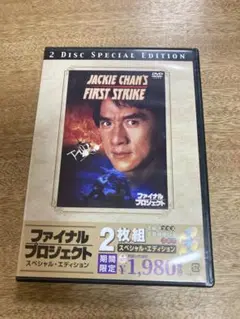 2 DISC SPECIAL EDITION
JACKIE CHAN'S
FIRST STRIKE
DVD
ファイナル
プロジェクト
ファイナル
プロジェクト
スペシャル・エディション
2枚組
スペシャル・エディション
期間
限定
¥1,980